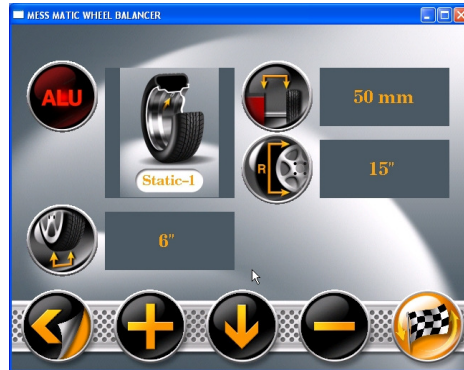 MESS MATIC WHEEL BALANCER
ALU
50 mm
Static-1
R
15"
6"